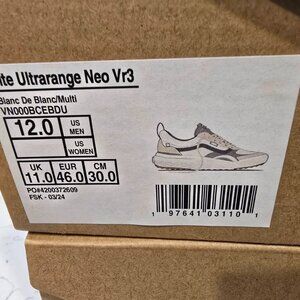 ite Ultrarange Neo Vr3
Blanc De Blanc/Multi
VN000BCEBDU
12.0 US MEN
US WOMEN
UK EUR CM
11.0 46.0 30.0
PO#4200372609
FSK - 03/24
1 97641 03110 1